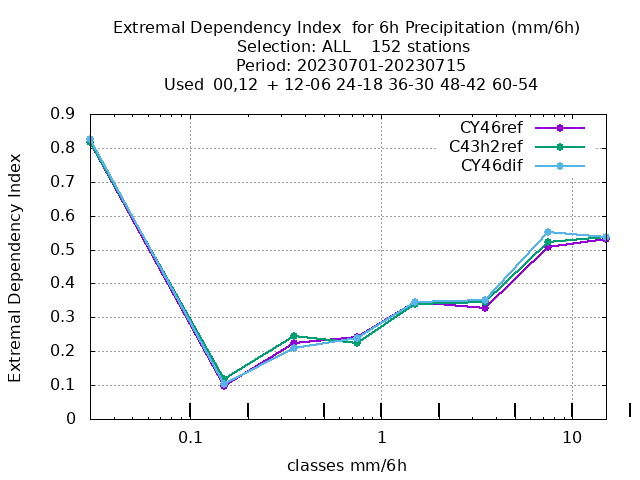 Extremal Dependency Index  for 6h Precipitation (mm/6h)
Selection: ALL    152 stations
Period: 20230701-20230715
Used  00,12  + 12-06 24-18 36-30 48-42 60-54
CY46ref
C43h2ref
CY46dif
Extremal Dependency Index
0.9
0.8
0.7
0.6
0.5
0.4
0.3
0.2
0.1
0
0.1
1
10
classes mm/6h